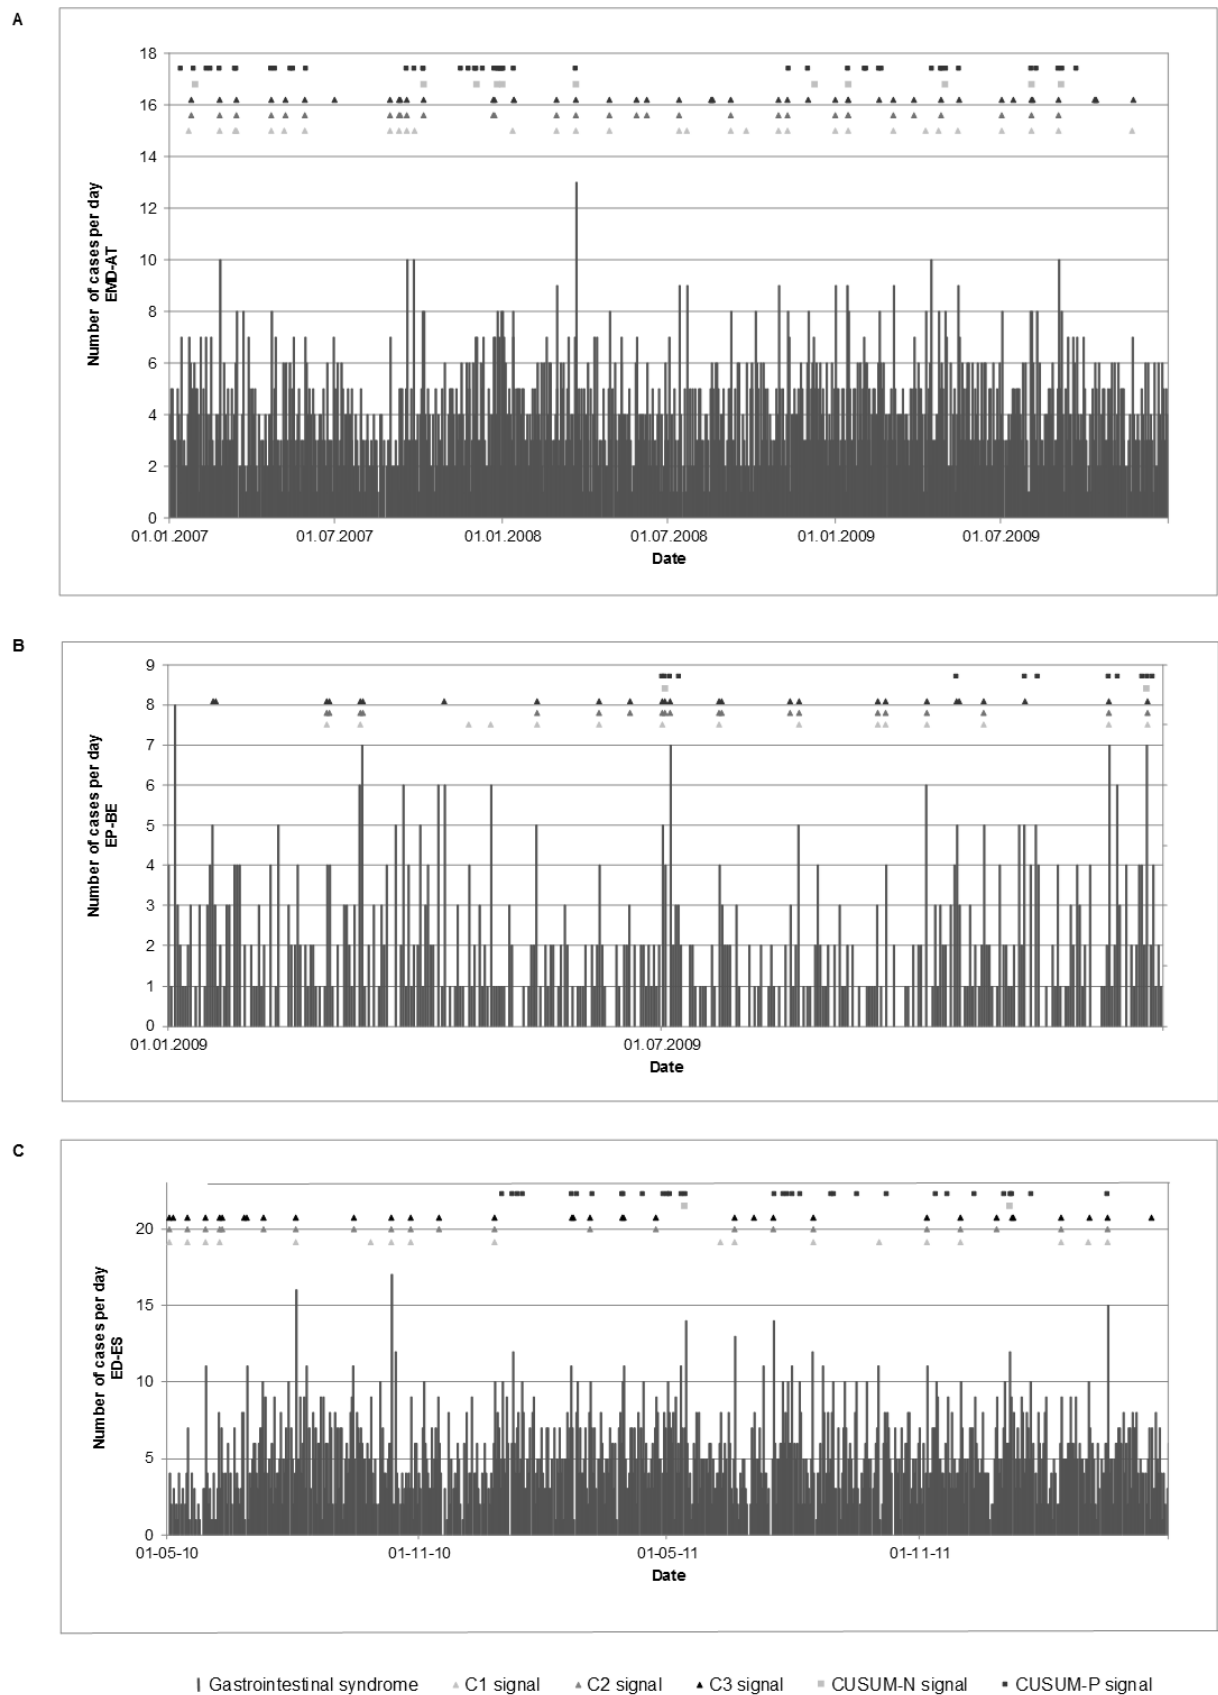 A
18
16
14
12
10
8
6
4
2
0
Number of cases per day
EMD-AT
01.01.2007 01.07.2007 01.01.2008 01.07.2008 01.01.2009 01.07.2009
Date
B
9
8
7
6
5
4
3
2
1
0
Number of cases per day
EP-BE
01.01.2009 01.07.2009
Date
C
20
15
10
5
0
Number of cases per day
ED-ES
01-05-10 01-11-10 01-05-11 01-11-11
Date
Gastrointestinal syndrome C1 signal C2 signal C3 signal CUSUM-N signal CUSUM-P signal